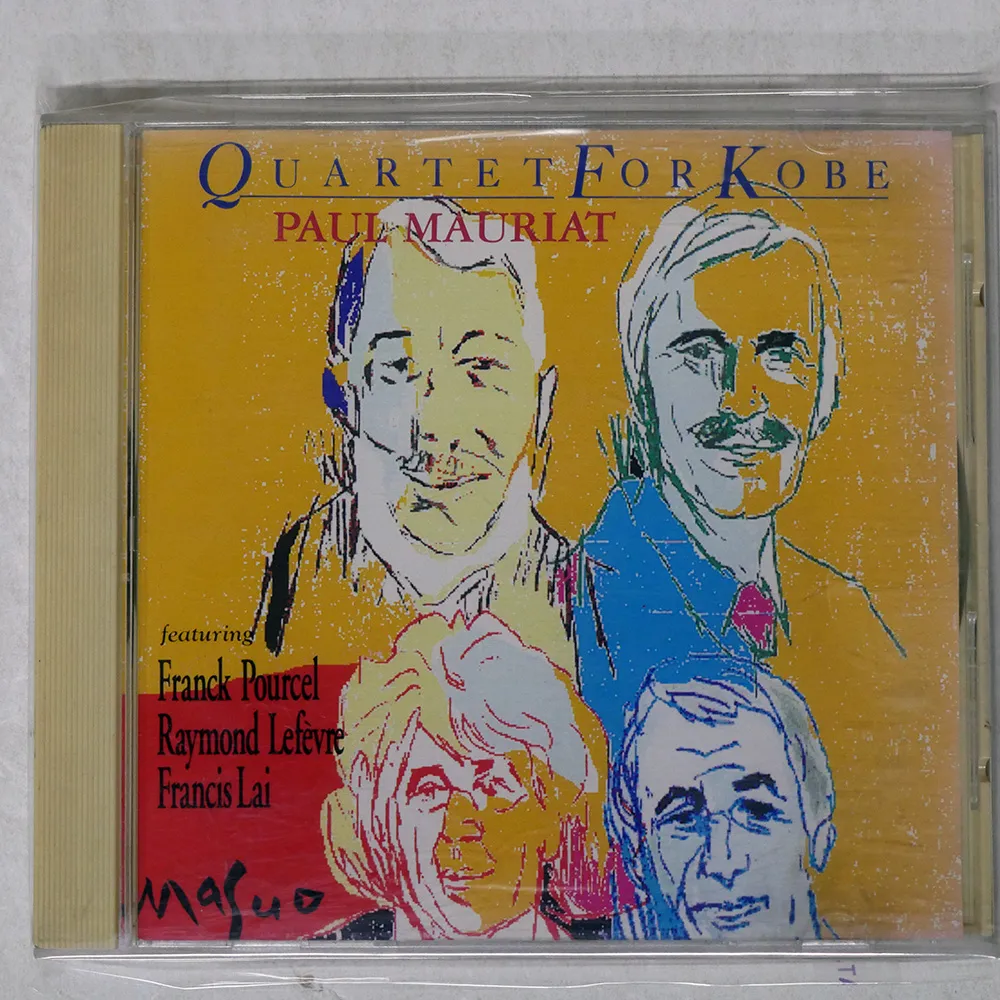 QUARTET FOR KOBE
PAUL MAURIAT
featuring
Franck Pourcel
Raymond Lefèvre
Francis Lai
Masuo